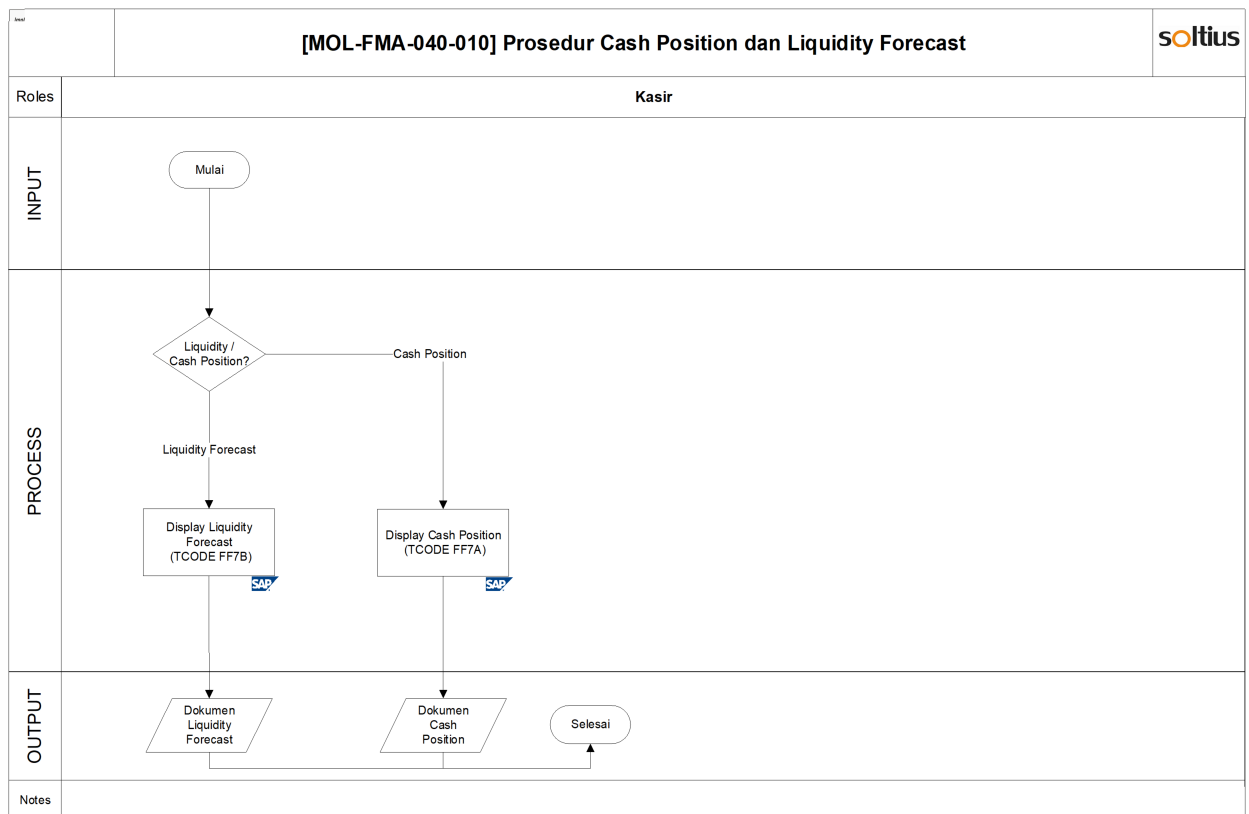 [MOL-FMA-040-010] Prosedur Cash Position dan Liquidity Forecast
soltius
Roles
Kasir
INPUT
Mulai
PROCESS
Liquidity /
Cash Position?
Cash Position
Liquidity Forecast
Display Liquidity
Forecast
(TCODE FF7B)
SAP
Display Cash Position
(TCODE FF7A)
SAP
OUTPUT
Dokumen
Liquidity
Forecast
Dokumen
Cash
Position
Selesai
Notes